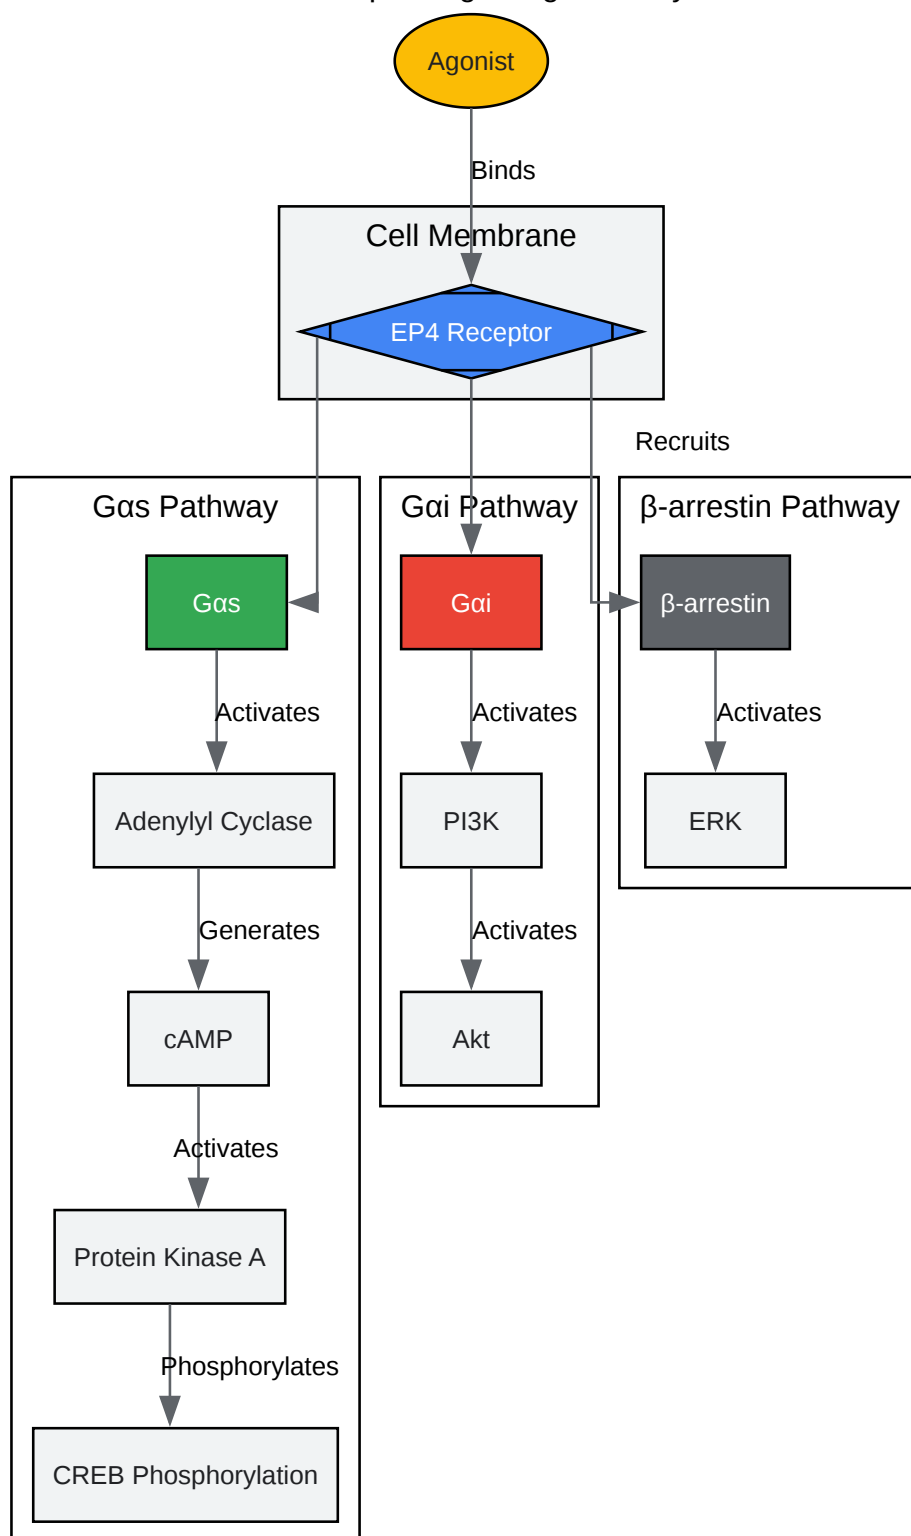 Agonist
Binds
Cell Membrane
EP4 Receptor
Recruits
Gαs Pathway
Gαi Pathway
β-arrestin Pathway
Gαs
Gαi
β-arrestin
Activates
Activates
Activates
Adenylyl Cyclase
PI3K
ERK
Generates
Activates
cAMP
Akt
Activates
Protein Kinase A
Phosphorylates
CREB Phosphorylation